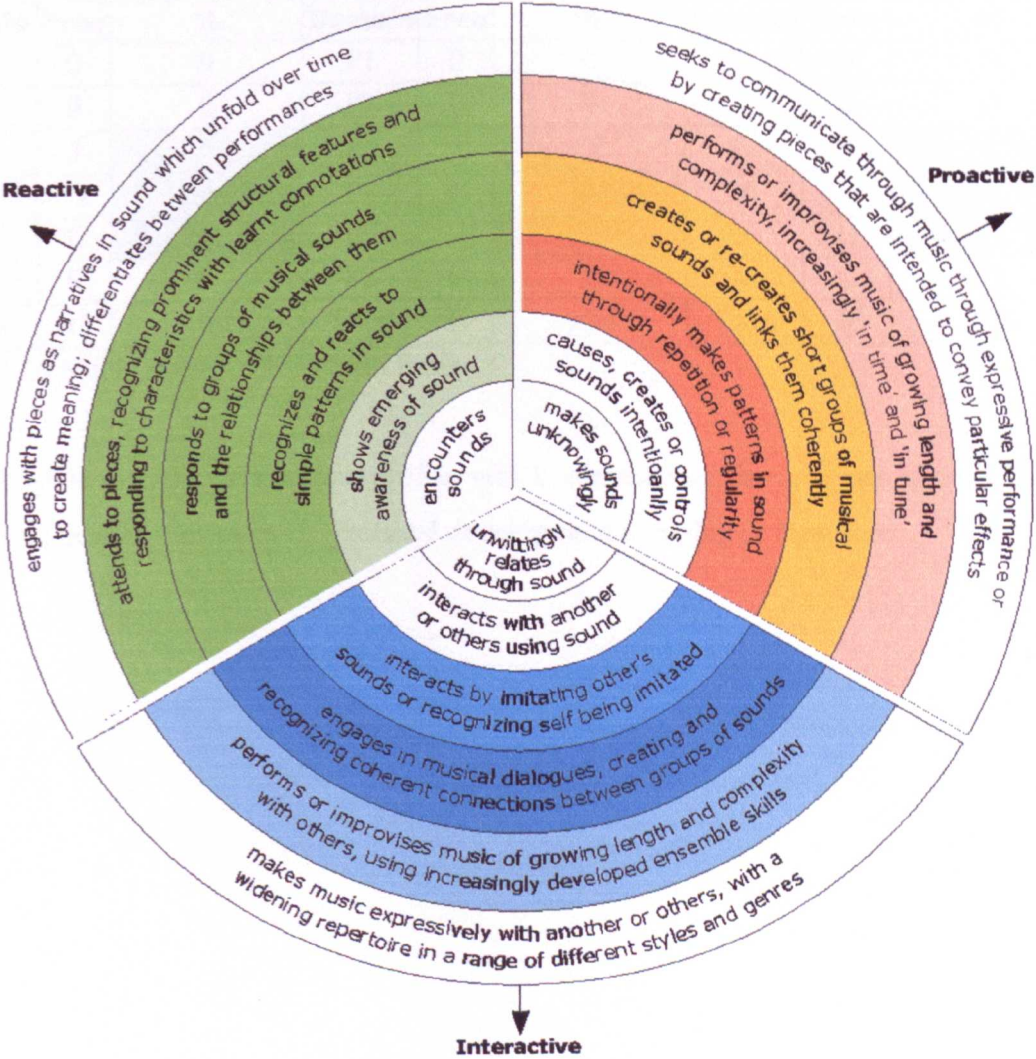 Reactive
engages with pieces as narratives in sound which unfold over time
to create meaning; differentiates between performances
attends to pieces, recognizing prominent structural features and
responding to characteristics with learnt connotations
responds to groups of musical sounds
and the relationships between them
recognizes and reacts to
simple patterns in sound
shows emerging
awareness of sound
encounters
sounds
Proactive
seeks to communicate through music through expressive performance or
by creating pieces that are intended to convey particular effects
performs or improvises music of growing length and
complexity, increasingly 'in time' and 'in tune'
creates or re-creates short groups of musical
sounds and links them coherently
intentionally makes patterns in sound
through repetition or regularity
causes, creates or controls
sounds intentioanlly
makes sounds
unknowingly
unwittingly
relates
through sound
interacts with another
or others using sound
interacts by imitating other's
sounds or recognizing self being imitated
engages in musical dialogues, creating and
recognizing coherent connections between groups of sounds
performs or improvises music of growing length and complexity
with others, using increasingly developed ensemble skills
makes music expressively with another or others, with a
widening repertoire in a range of different styles and genres
Interactive